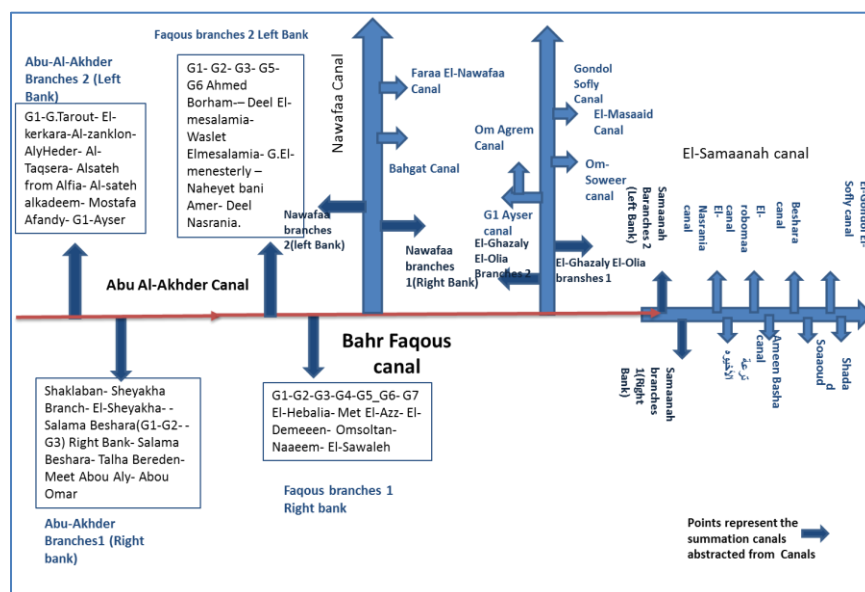 Abu-Al-Akhder
Branches 2 (Left
Bank)
G1-G.Tarout- El-
kerkara-Al-zanklon-
AlyHeder- Al-
Taqsera- Alsateh
from Alfia- Al-sateh
alkadeem- Mostafa
Afandy- G1-Ayser
Faqous branches 2 Left Bank
G1- G2- G3- G5-
G6 Ahmed
Borham-– Deel El-
mesalamia-
Waslet
Elmesalamia- G.El-
menesterly –
Naheyet bani
Amer- Deel
Nasrania.
Nawafaa Canal
Faraa El-Nawafaa
Canal
Bahgat Canal
Nawafaa
branches
2(left Bank)
Nawafaa
branches
1(Right Bank)
Gondol
Sofly
Canal
El-Masaaid Canal
Om Agrem
Canal
Om-
Soweer
canal
G1 Ayser
canal
El-Ghazaly
El-Olia
Branches 2
El-Ghazaly El-Olia
branshes 1
El-Samaanah canal
Samaanah
Baranches 2
(Left Bank)
El-
Nasrania
canal
El-
robomaa
canal
Beshara
canal
El-Gondol El-
Sofly canal
Abu Al-Akhder Canal
Bahr Faqous
canal
Samaanah
branches
1(Right
Bank)
ترعة
الأخيره
Ameen Basha
canal
Soaaoud
Shada
d
Shaklaban- Sheyakha
Branch- El-Sheyakha- -
Salama Beshara(G1-G2- -
G3) Right Bank- Salama
Beshara- Talha Bereden-
Meet Abou Aly- Abou
Omar
Abu-Akhder
Branches1 (Right
bank)
G1-G2-G3-G4-G5_G6- G7
El-Hebalia- Met El-Azz- El-
Demeeen- Omsoltan-
Naaeem- El-Sawaleh
Faqous branches 1
Right bank
Points represent the
summation canals
abstracted from Canals